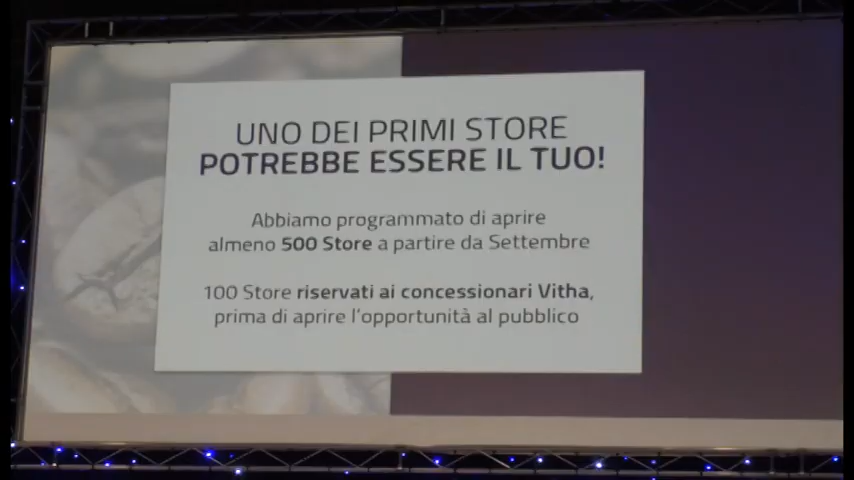 UNO DEI PRIMI STORE
POTREBBE ESSERE IL TUO!
Abbiamo programmato di aprire
almeno 500 Store a partire da Settembre
100 Store riservati ai concessionari Vitha,
prima di aprire l'opportunità al pubblico